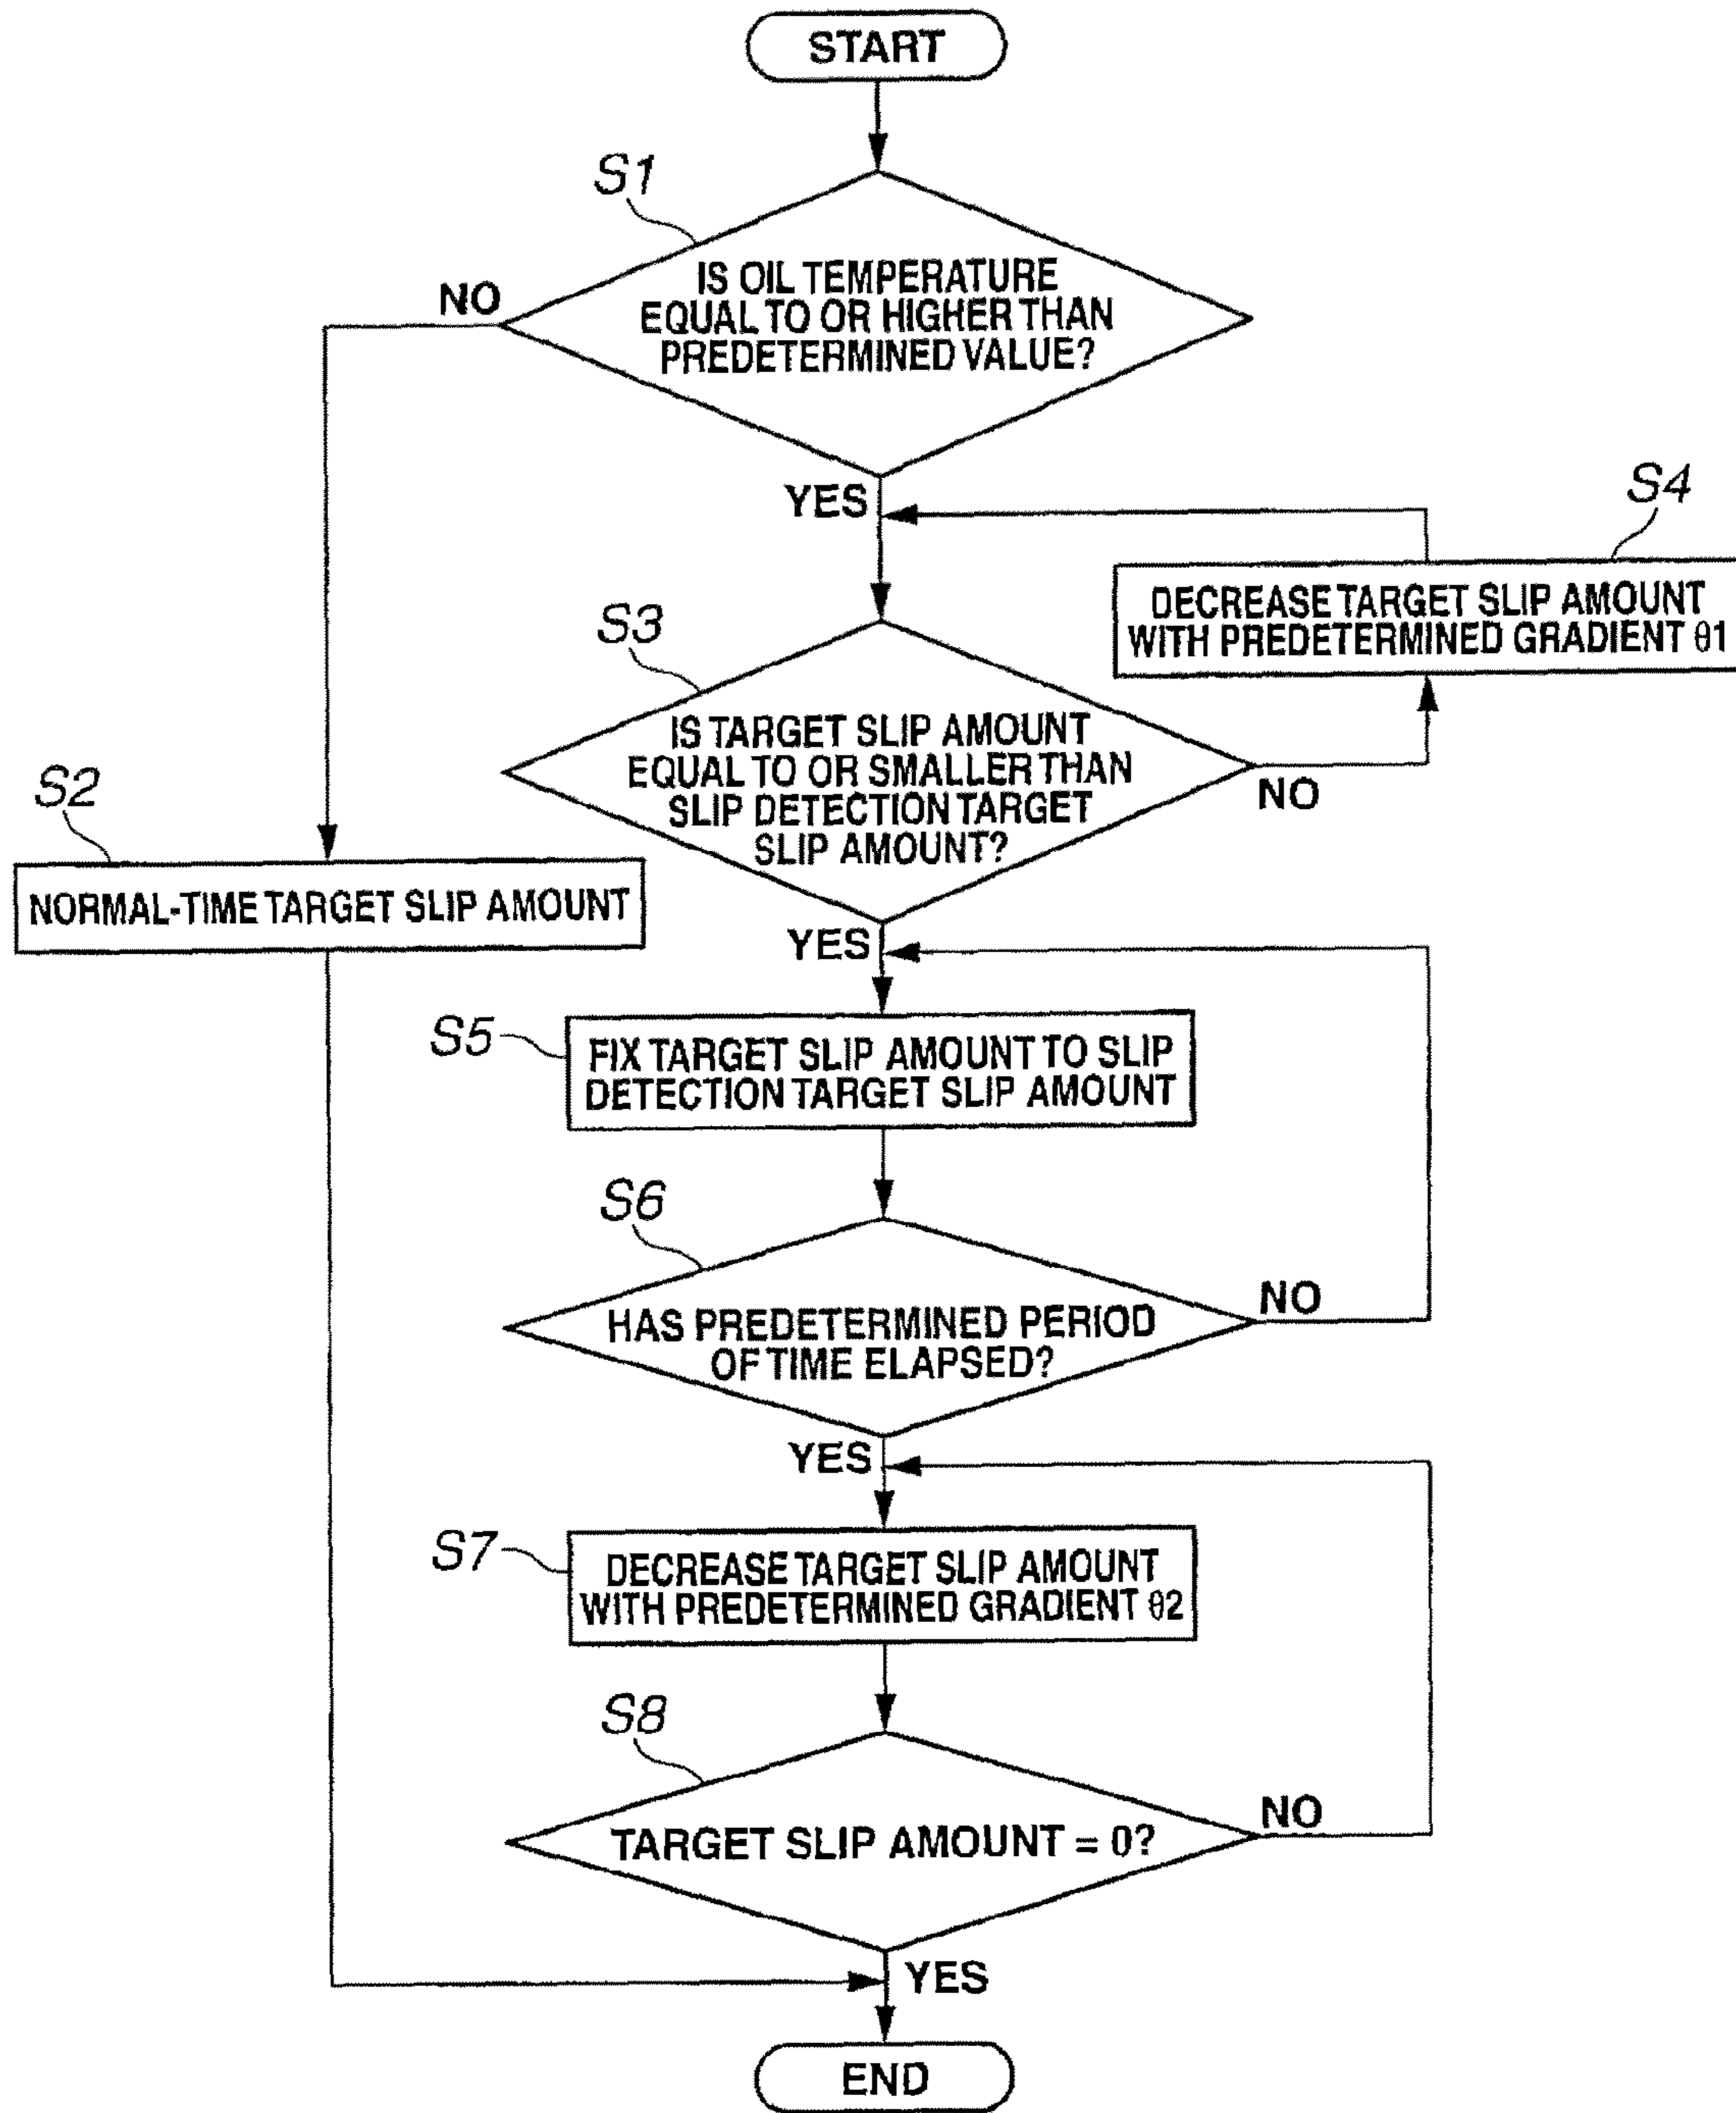 START
S1
IS OIL TEMPERATURE
EQUAL TO OR HIGHER THAN
PREDETERMINED VALUE?
NO
YES
S4
DECREASE TARGET SLIP AMOUNT
WITH PREDETERMINED GRADIENT θ1
S3
IS TARGET SLIP AMOUNT
EQUAL TO OR SMALLER THAN
SLIP DETECTION TARGET
SLIP AMOUNT?
NO
S2
NORMAL-TIME TARGET SLIP AMOUNT
YES
S5
FIX TARGET SLIP AMOUNT TO SLIP
DETECTION TARGET SLIP AMOUNT
S6
HAS PREDETERMINED PERIOD
OF TIME ELAPSED?
NO
YES
S7
DECREASE TARGET SLIP AMOUNT
WITH PREDETERMINED GRADIENT θ2
S8
TARGET SLIP AMOUNT = 0?
NO
YES
END